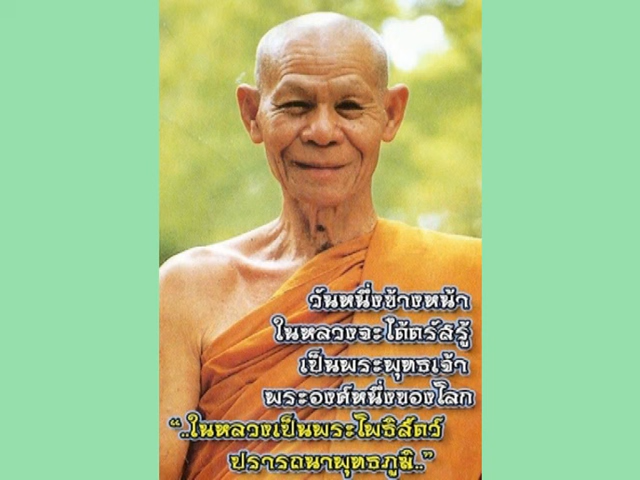 วันหนึ่งข้างหน้า
ในหลวงจะได้ตรัสรู้
เป็นพระพุทธเจ้า
พระองค์หนึ่งของโลก
“..ในหลวงเป็นพระโพธิสัตว์
ปรารถนาพุทธภูมิ..”